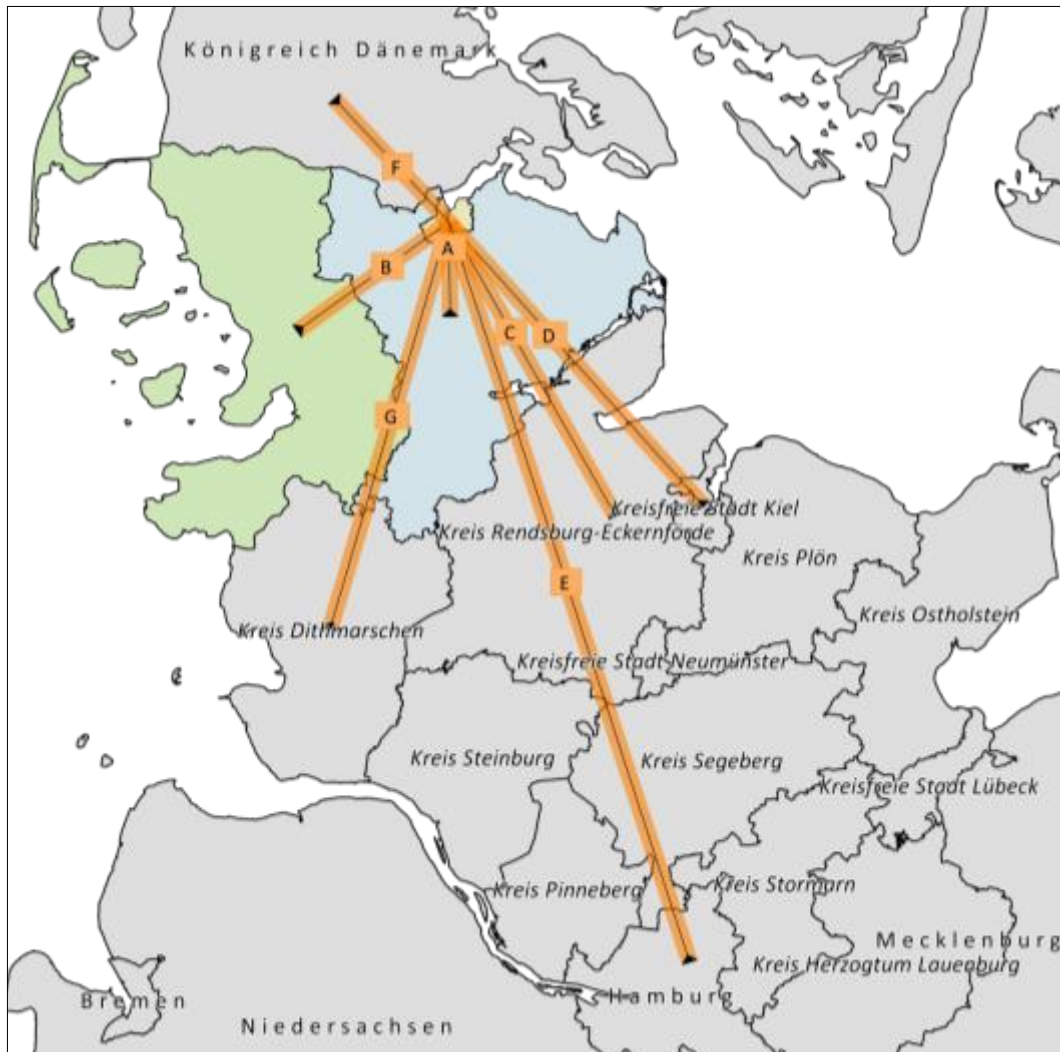 Königreich Dänemark
F
A
B
C
D
G
Kreisfreie Stadt Kiel
Kreis Rendsburg-Eckernförde
Kreis Plön
E
Kreis Ostholstein
Kreis Dithmarschen
Kreisfreie Stadt Neumünster
Kreis Steinburg
Kreis Segeberg
Kreisfreie Stadt Lübeck
Kreis Pinneberg
Kreis Stormarn
Mecklenburg
Kreis Herzogtum Lauenburg
Bremen
Hamburg
Niedersachsen